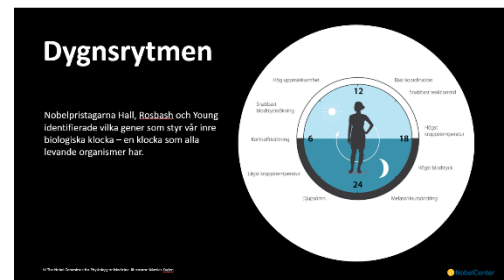 Dygnsrytmen
Nobelpristagarna Hall, Rosbash och Young
identifierade vilka gener som styr vår inre
biologiska klocka – en klocka som alla
levande organismer har.
Hög uppmärksamhet
12
Bäst koordination
Snabbast reaktionstid
Snabbast
blodtrycksökning
Högst
kroppstemperatur
6
18
Högst blodtryck
Lägst kroppstemperatur
24
Djupsömn
Melatoninutsöndring
NobelCenter